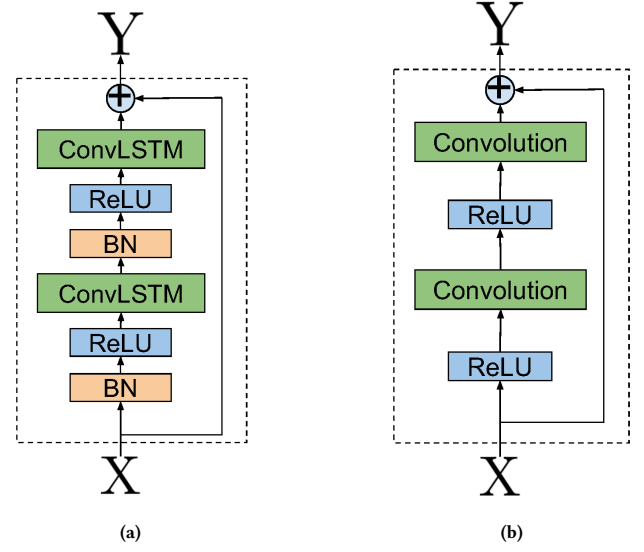 Y
+
ConvLSTM
ReLU
BN
ConvLSTM
ReLU
BN
X
(a)
Y
+
Convolution
ReLU
Convolution
ReLU
X
(b)